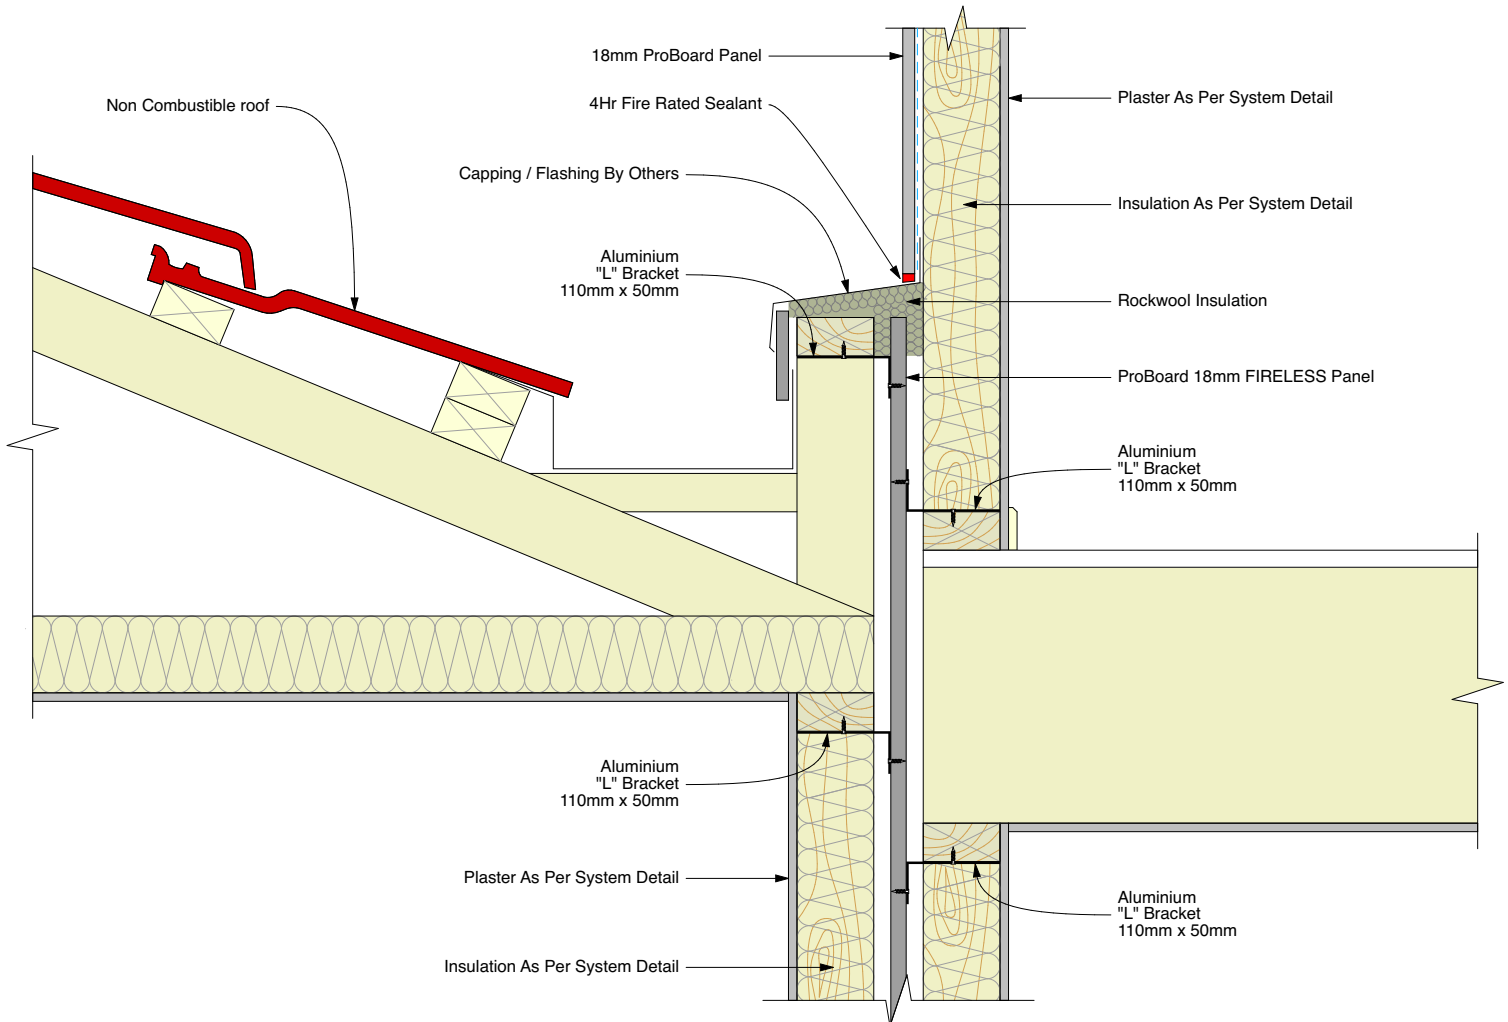 18mm ProBoard Panel
Non Combustible roof
4Hr Fire Rated Sealant
Plaster As Per System Detail
Capping / Flashing By Others
Insulation As Per System Detail
Aluminium
"L" Bracket
110mm x 50mm
Rockwool Insulation
ProBoard 18mm FIRELESS Panel
Aluminium
"L" Bracket
110mm x 50mm
Aluminium
"L" Bracket
110mm x 50mm
Plaster As Per System Detail
Aluminium
"L" Bracket
110mm x 50mm
Insulation As Per System Detail